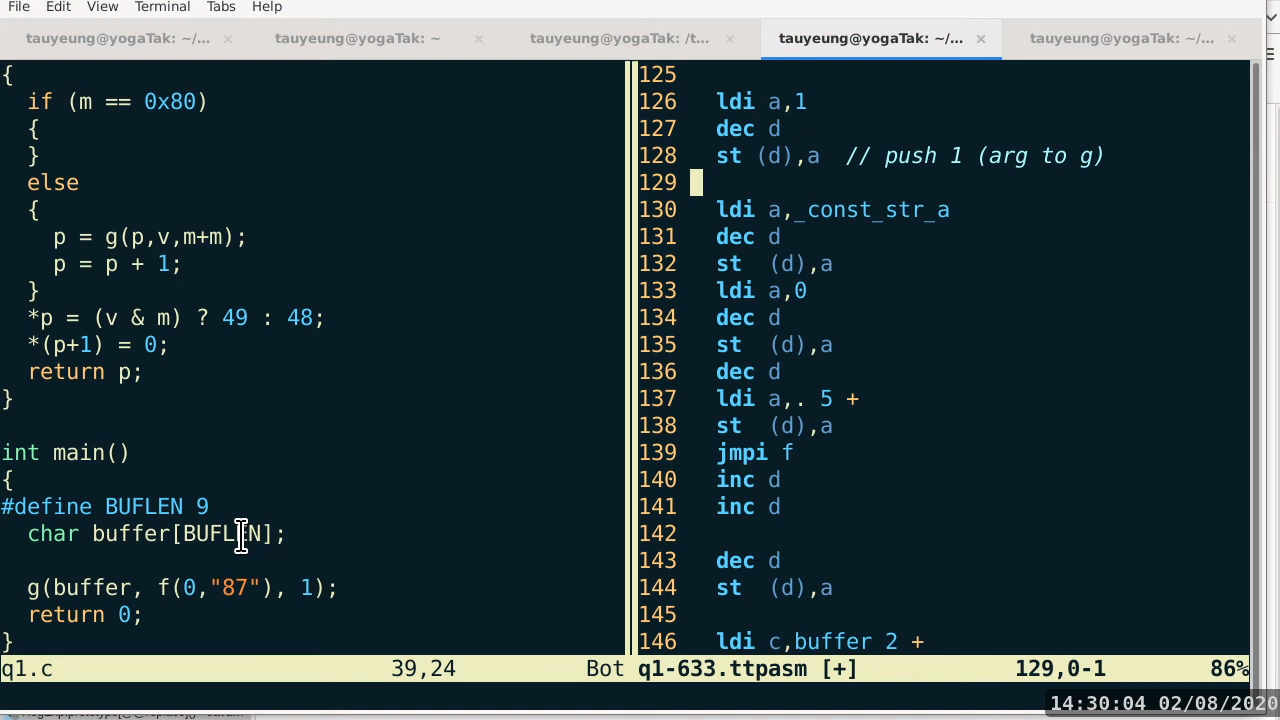 File Edit View Terminal Tabs Help
tauyeung@yogaTak: ~/... × tauyeung@yogaTak: ~ × tauyeung@yogaTak: /t... × tauyeung@yogaTak: ~/... × tauyeung@yogaTak: ~/... ×
{
  if (m == 0x80)
  {
  }
  else
  {
    p = g(p,v,m+m);
    p = p + 1;
  }
  *p = (v & m) ? 49 : 48;
  *(p+1) = 0;
  return p;
}

int main()
{
#define BUFLEN 9
  char buffer[BUFLEN];

  g(buffer, f(0,"87"), 1);
  return 0;
}
q1.c 39,24 Bot
125
126   ldi a,1
127   dec d
128   st (d),a  // push 1 (arg to g)
129
130   ldi a,_const_str_a
131   dec d
132   st  (d),a
133   ldi a,0
134   dec d
135   st  (d),a
136   dec d
137   ldi a,. 5 +
138   st  (d),a
139   jmpi f
140   inc d
141   inc d
142
143   dec d
144   st  (d),a
145
146   ldi c,buffer 2 +
q1-633.ttpasm [+] 129,0-1 86%
14:30:04 02/08/2020